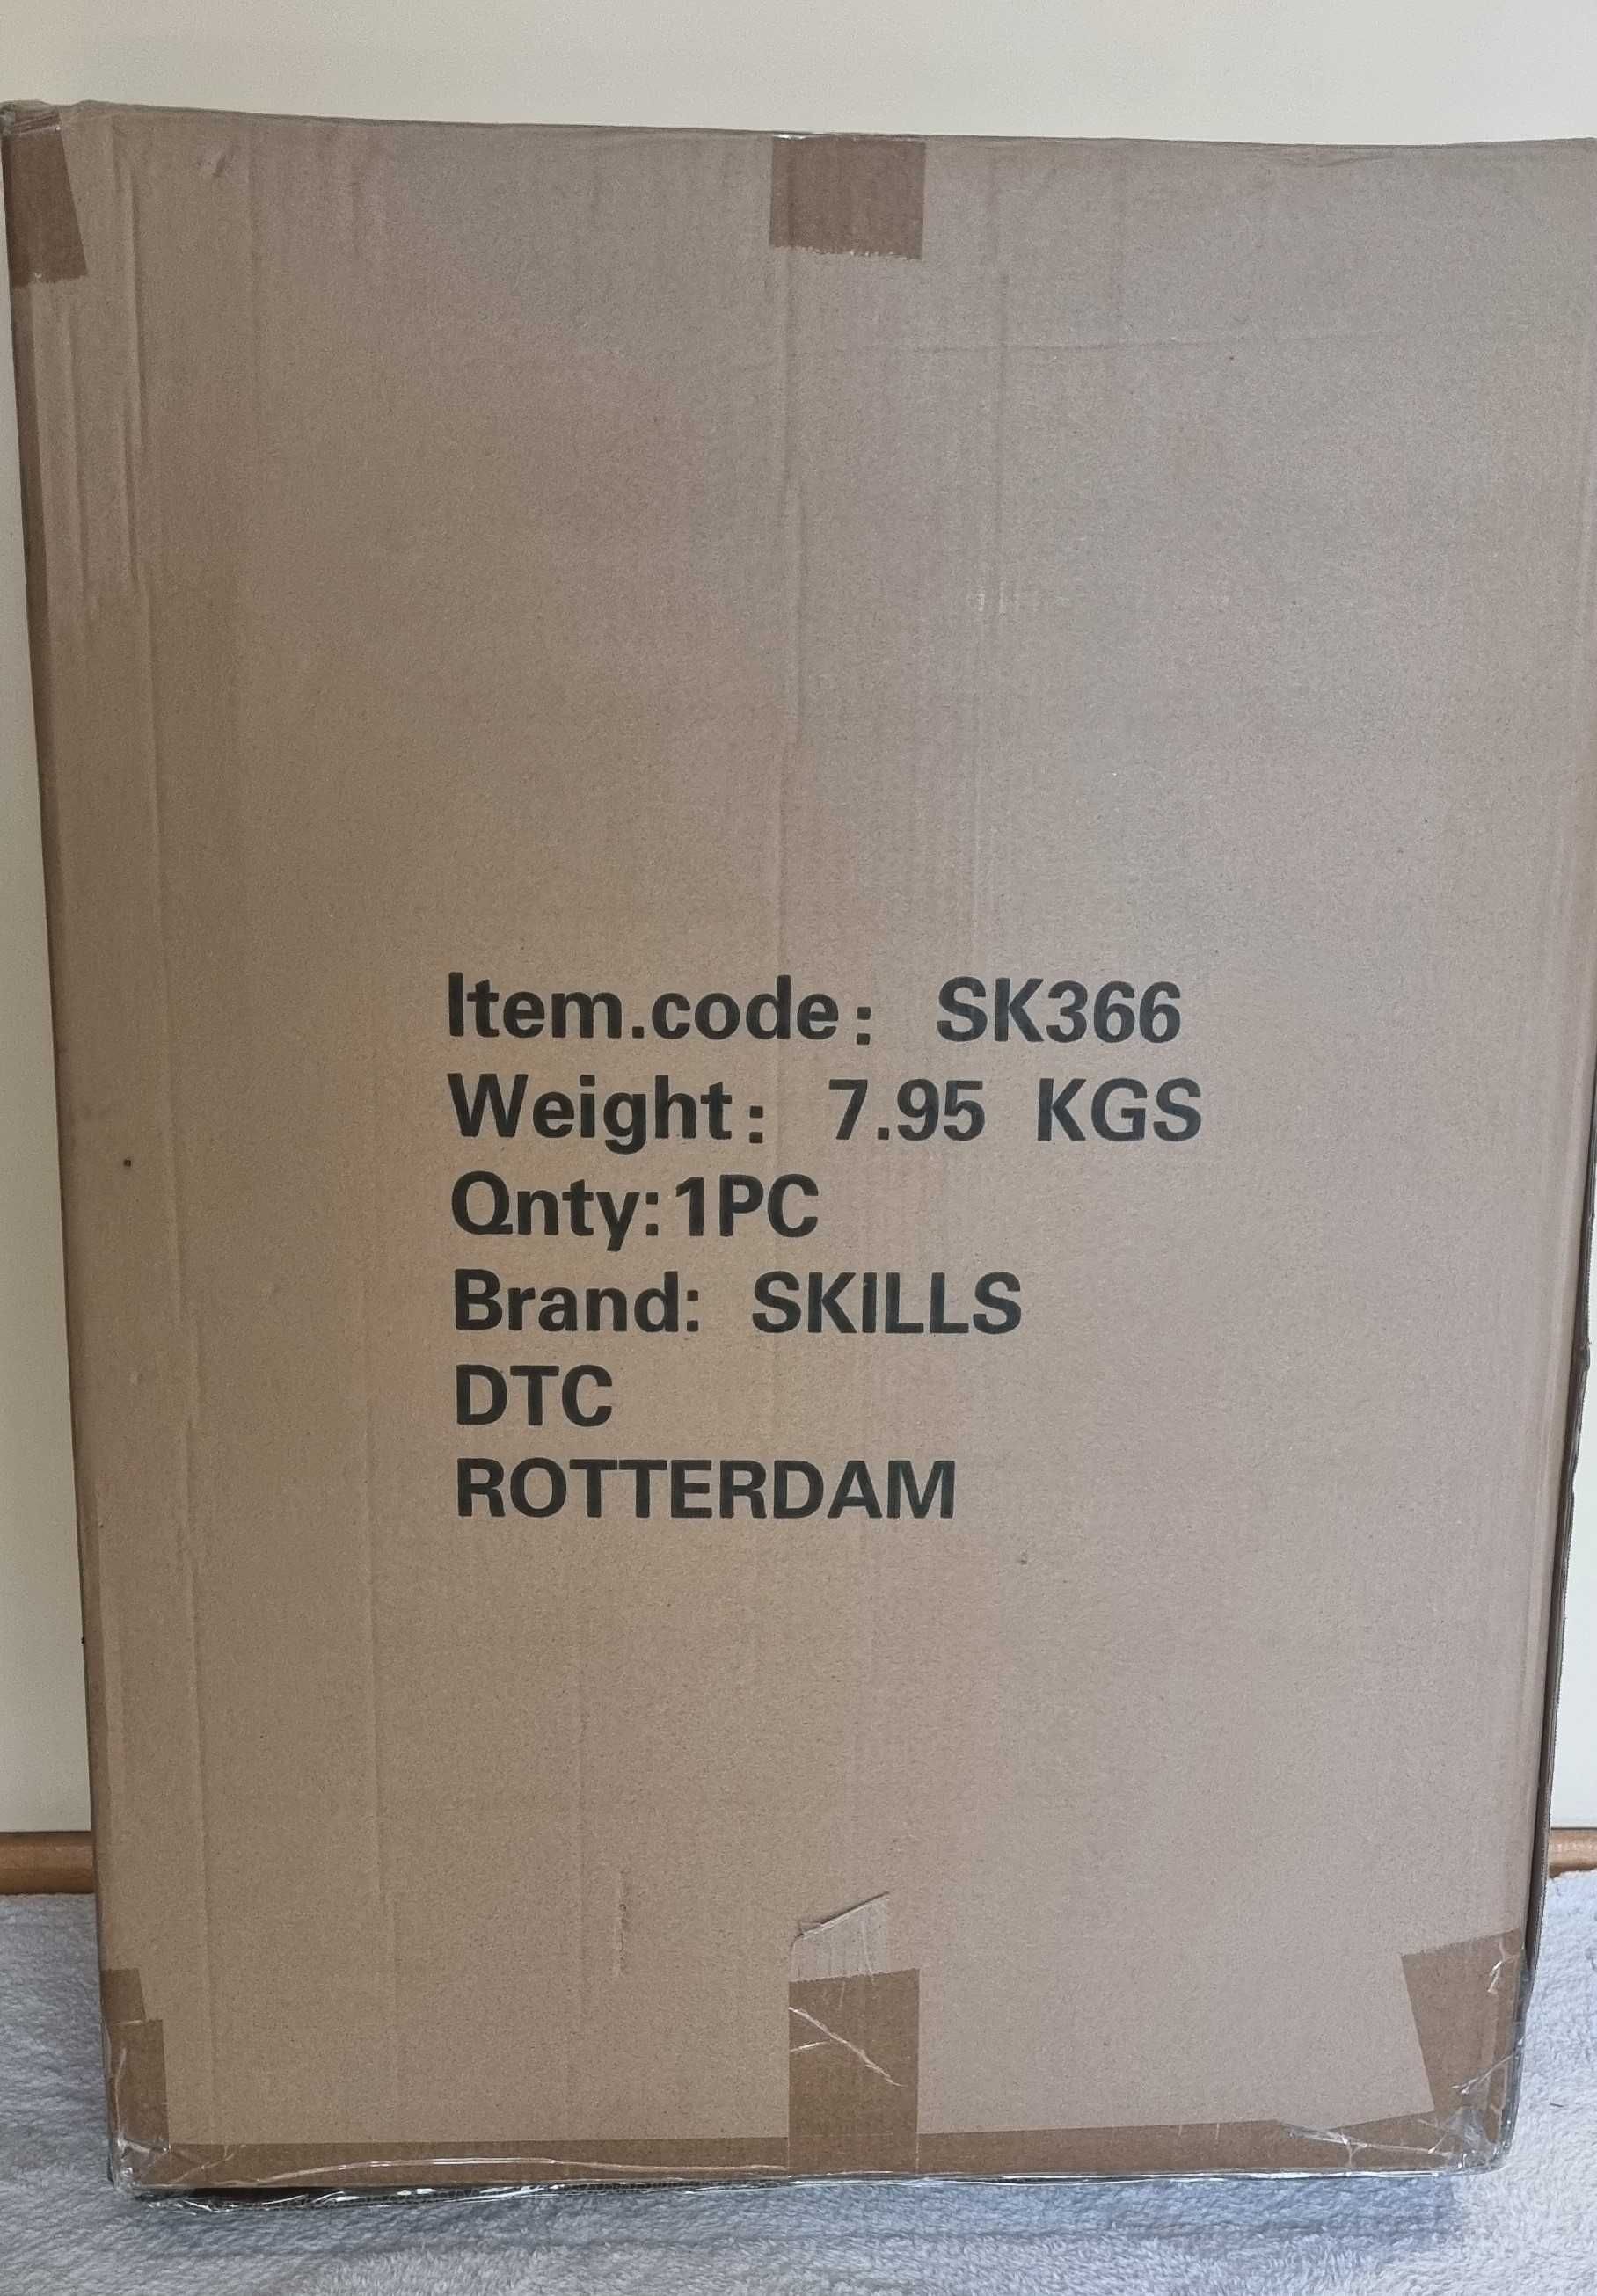 Item.code: SK366
Weight: 7.95 KGS
Qnty:1PC
Brand: SKILLS
DTC
ROTTERDAM